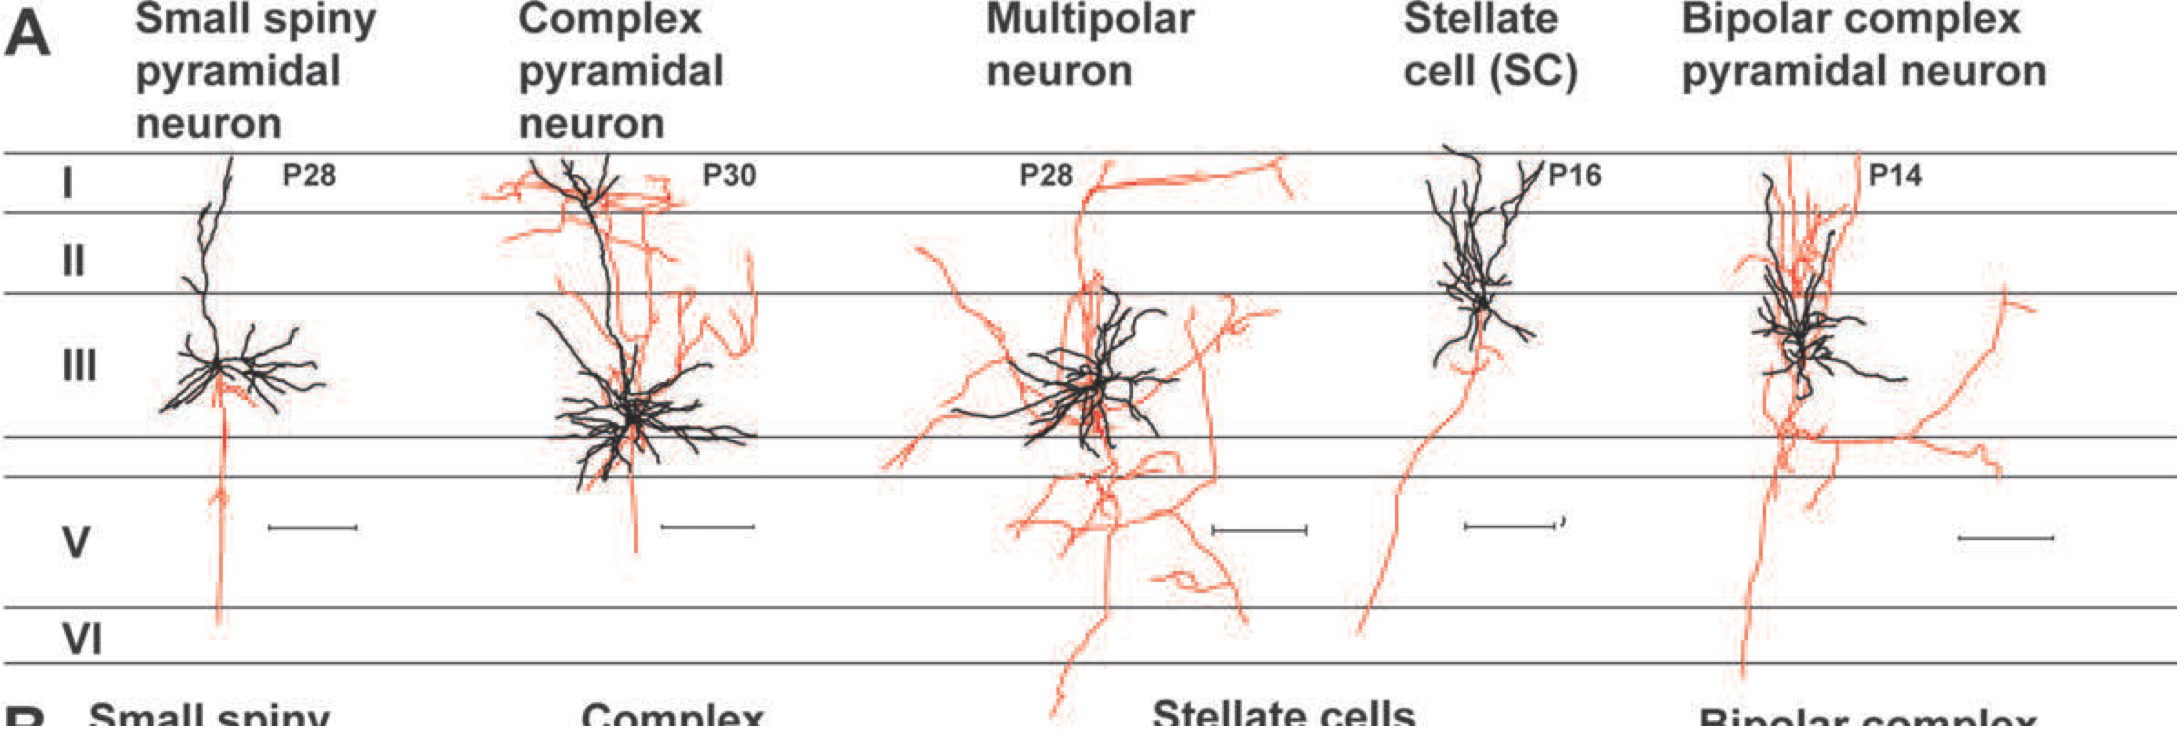 A
Small spiny
pyramidal
neuron
Complex
pyramidal
neuron
Multipolar
neuron
Stellate
cell (SC)
Bipolar complex
pyramidal neuron
I
P28
P30
P28
P16
P14
II
III
V
VI
B
Small spiny
Complex
Stellate cells
Bipolar complex